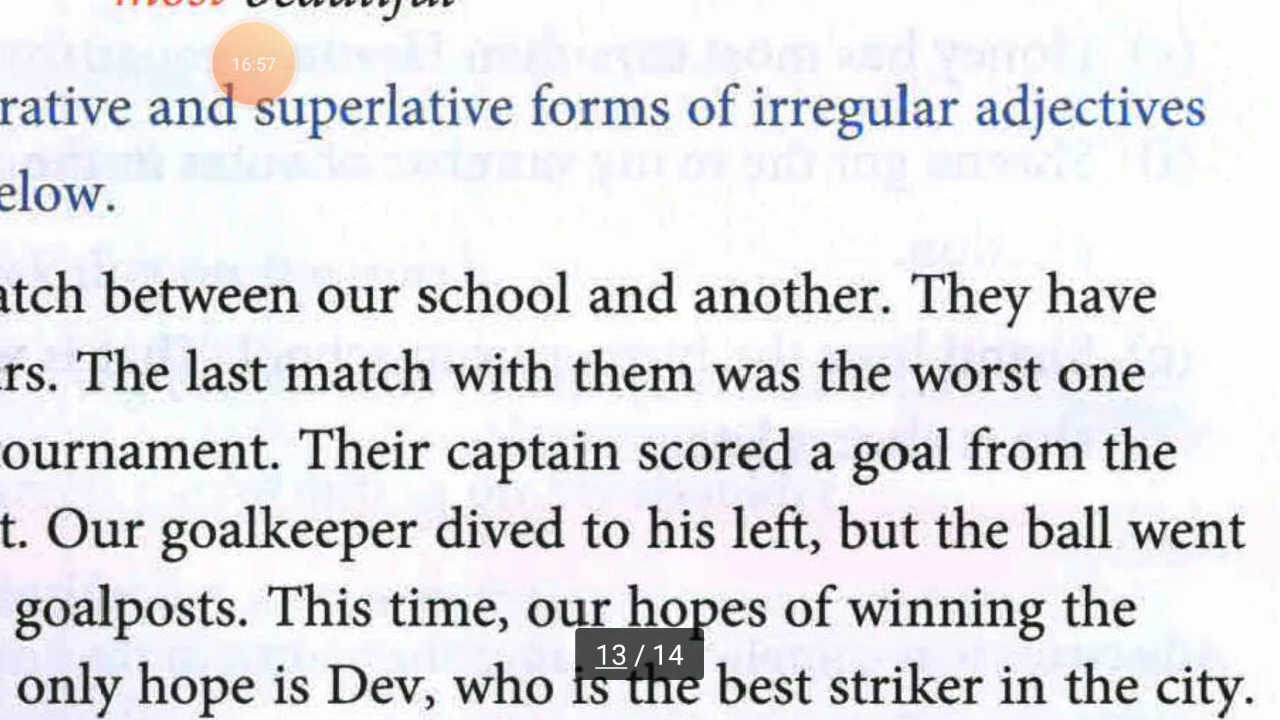 most beautiful
16:57
rative and superlative forms of irregular adjectives
elow.
atch between our school and another. They have
rs. The last match with them was the worst one
ournament. Their captain scored a goal from the
t. Our goalkeeper dived to his left, but the ball went
goalposts. This time, our hopes of winning the
13 / 14
only hope is Dev, who is the best striker in the city.